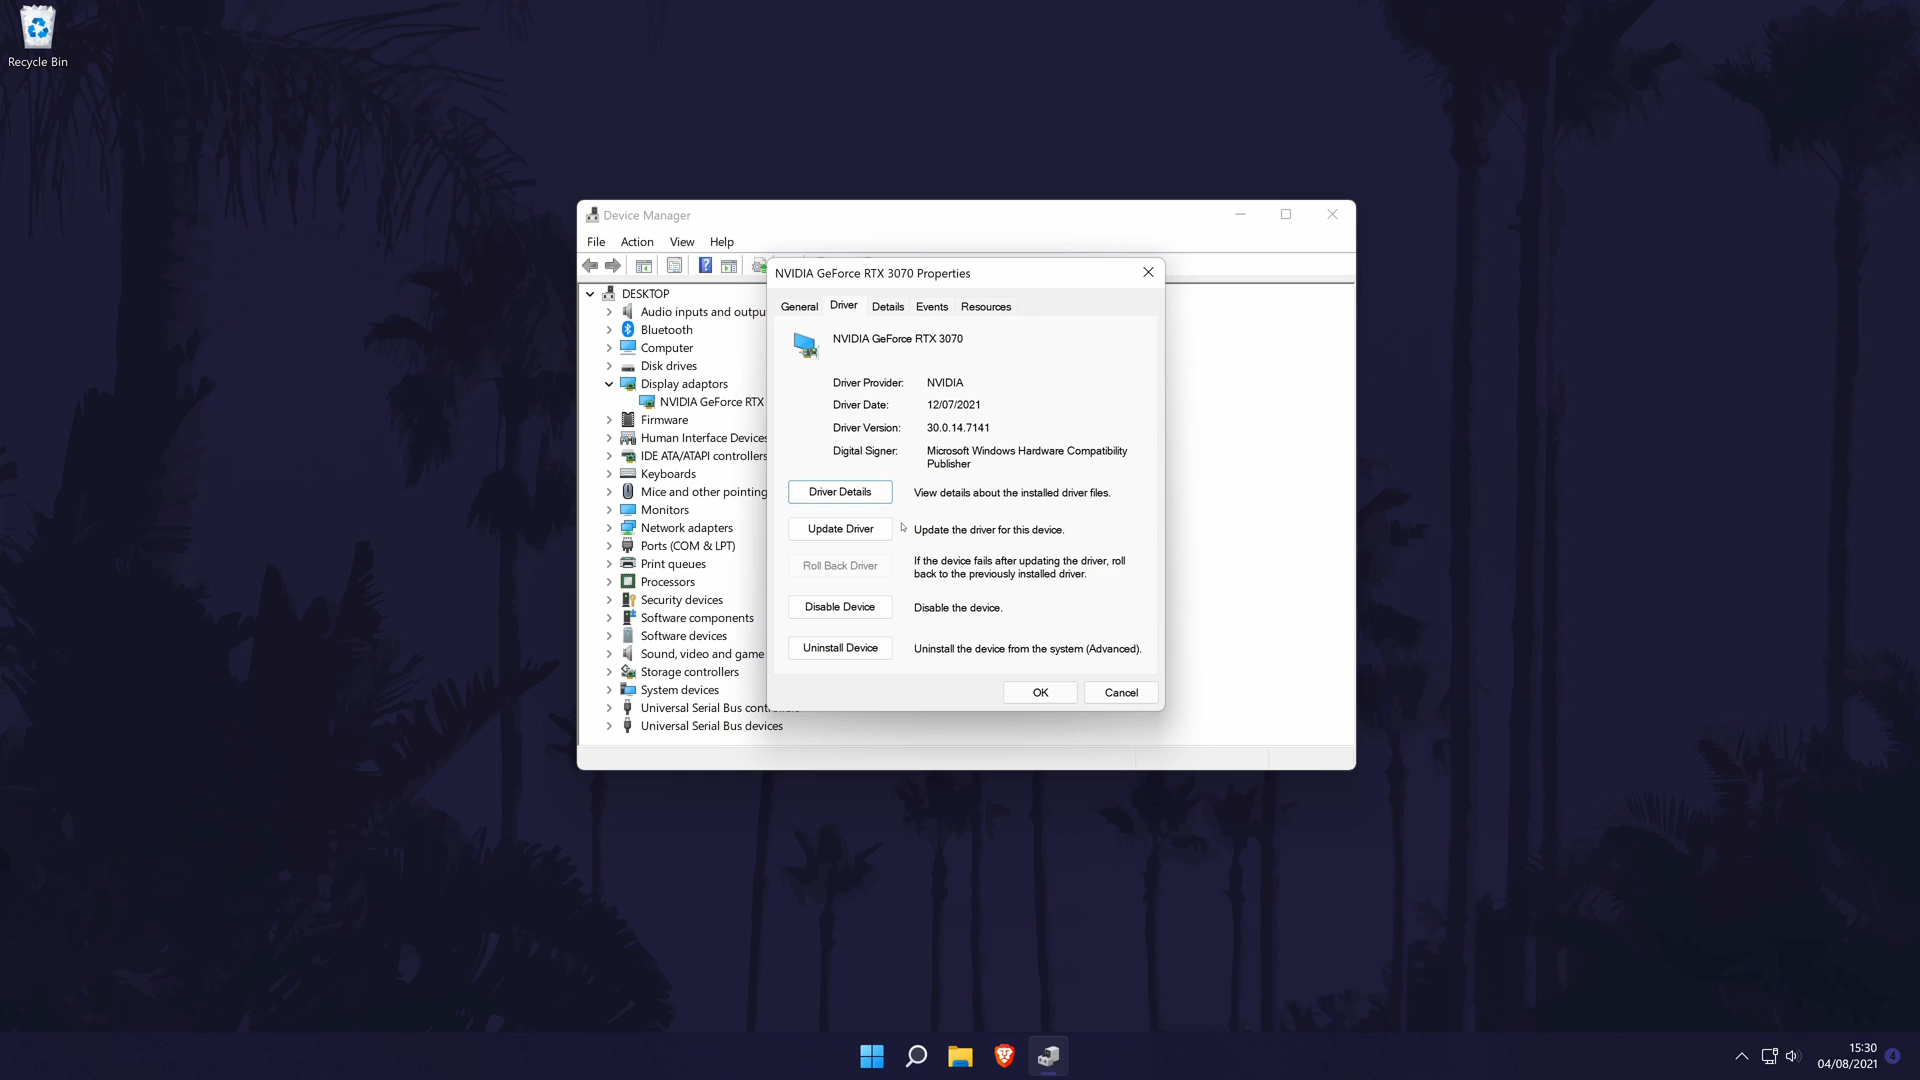 Recycle Bin
Device Manager
File Action View Help
NVIDIA GeForce RTX 3070 Properties
DESKTOP
Audio inputs and outpu
Bluetooth
Computer
Disk drives
Display adaptors
NVIDIA GeForce RTX
Firmware
Human Interface Devices
IDE ATA/ATAPI controllers
Keyboards
Mice and other pointing
Monitors
Network adapters
Ports (COM & LPT)
Print queues
Processors
Security devices
Software components
Software devices
Sound, video and game
Storage controllers
System devices
Universal Serial Bus cont
Universal Serial Bus devices
General Driver Details Events Resources
NVIDIA GeForce RTX 3070
Driver Provider: NVIDIA
Driver Date: 12/07/2021
Driver Version: 30.0.14.7141
Digital Signer: Microsoft Windows Hardware Compatibility
Publisher
Driver Details View details about the installed driver files.
Update Driver Update the driver for this device.
Roll Back Driver If the device fails after updating the driver, roll
back to the previously installed driver.
Disable Device Disable the device.
Uninstall Device Uninstall the device from the system (Advanced).
OK Cancel
15:30
04/08/2021
4